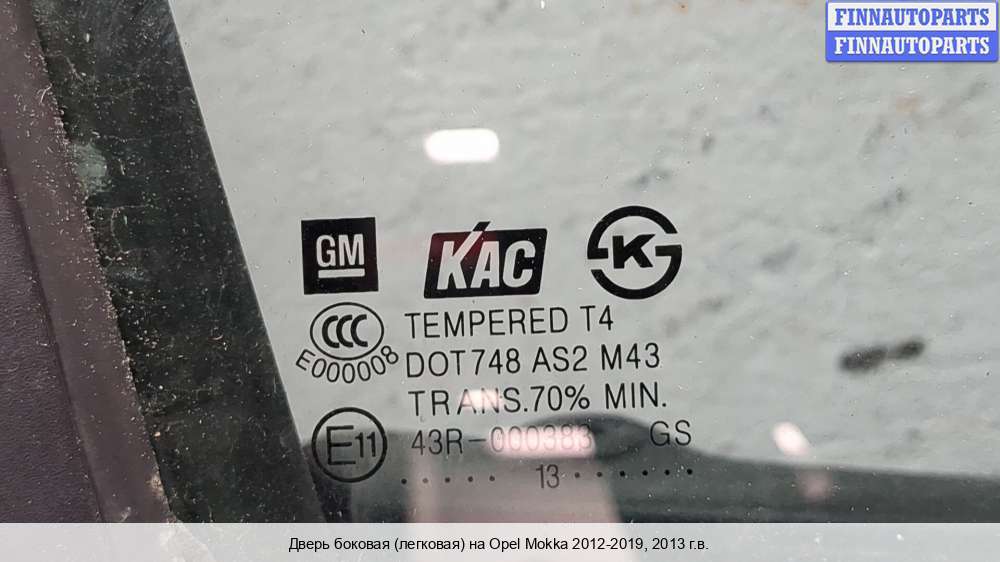 FINNAUTOPARTS
FINNAUTOPARTS
GM
KAC
K
CCC
E000008
TEMPERED T4
DOT748 AS2 M43
TRANS.70% MIN.
E11
43R-000383 GS
..... 13.......
Дверь боковая (легковая) на Opel Mokka 2012-2019, 2013 г.в.